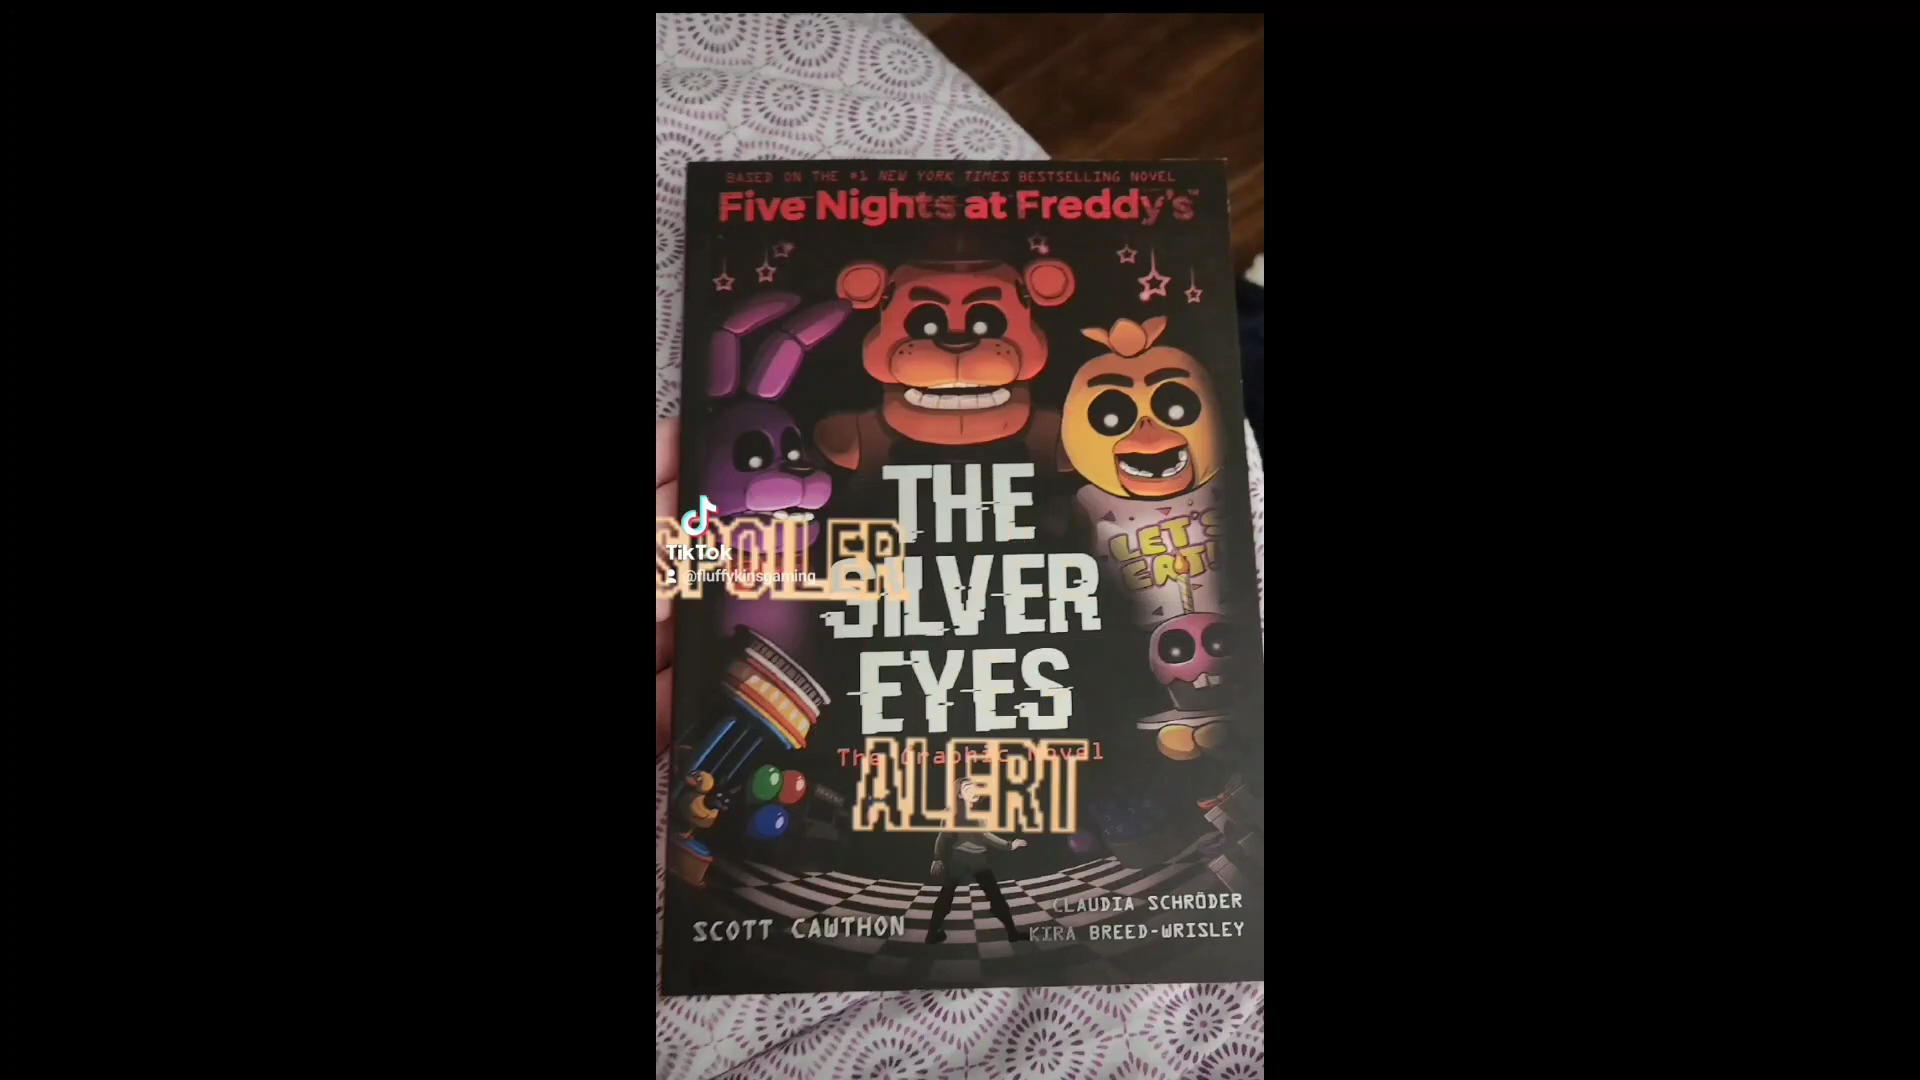 BASED ON THE #1 NEW YORK TIMES BESTSELLING NOVEL
Five Nights at Freddy's™
THE
SILVER
EYES
The Graphic Novel
LET'S
EAT!
SPOILER
ALERT
TikTok
@fluffykinsgaming
SCOTT CAWTHON
CLAUDIA SCHRÖDER
KIRA BREED-WRISLEY